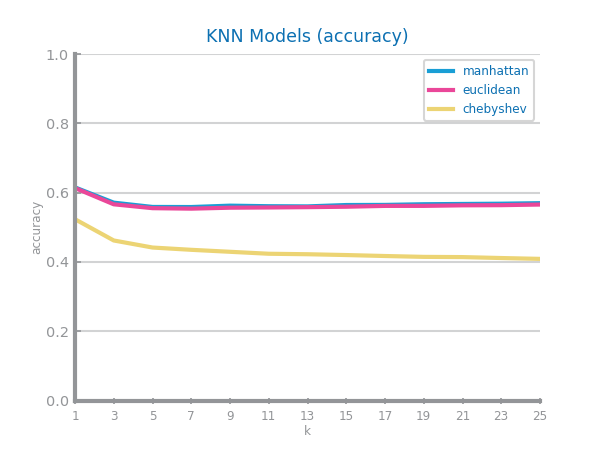 KNN Models (accuracy)
manhattan
euclidean
chebyshev
accuracy
1.0
0.8
0.6
0.4
0.2
0.0
1 3 5 7 9 11 13 15 17 19 21 23 25
k